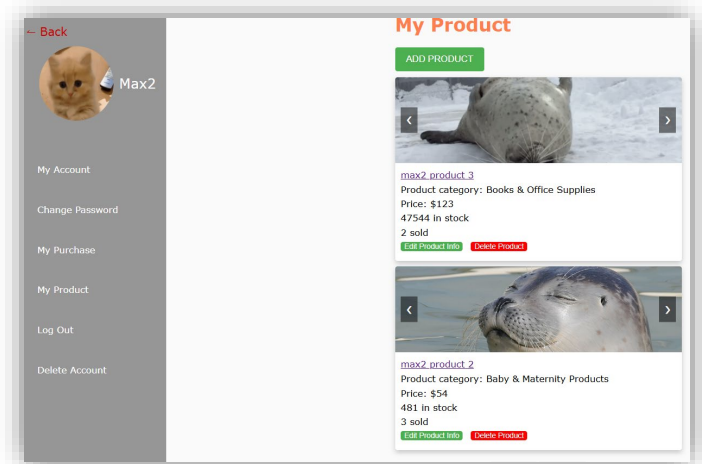 ← Back
Max2
My Account
Change Password
My Purchase
My Product
Log Out
Delete Account
My Product
ADD PRODUCT
‹ ›
max2 product 3
Product category: Books & Office Supplies
Price: $123
47544 in stock
2 sold
Edit Product Info Delete Product
‹ ›
max2 product 2
Product category: Baby & Maternity Products
Price: $54
481 in stock
3 sold
Edit Product Info Delete Product